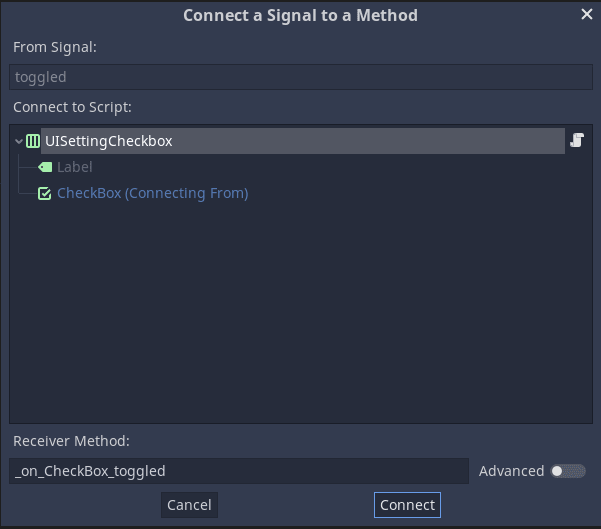 Connect a Signal to a Method
From Signal:
toggled
Connect to Script:
UISettingCheckbox
Label
CheckBox (Connecting From)
Receiver Method:
_on_CheckBox_toggled
Advanced
Cancel
Connect